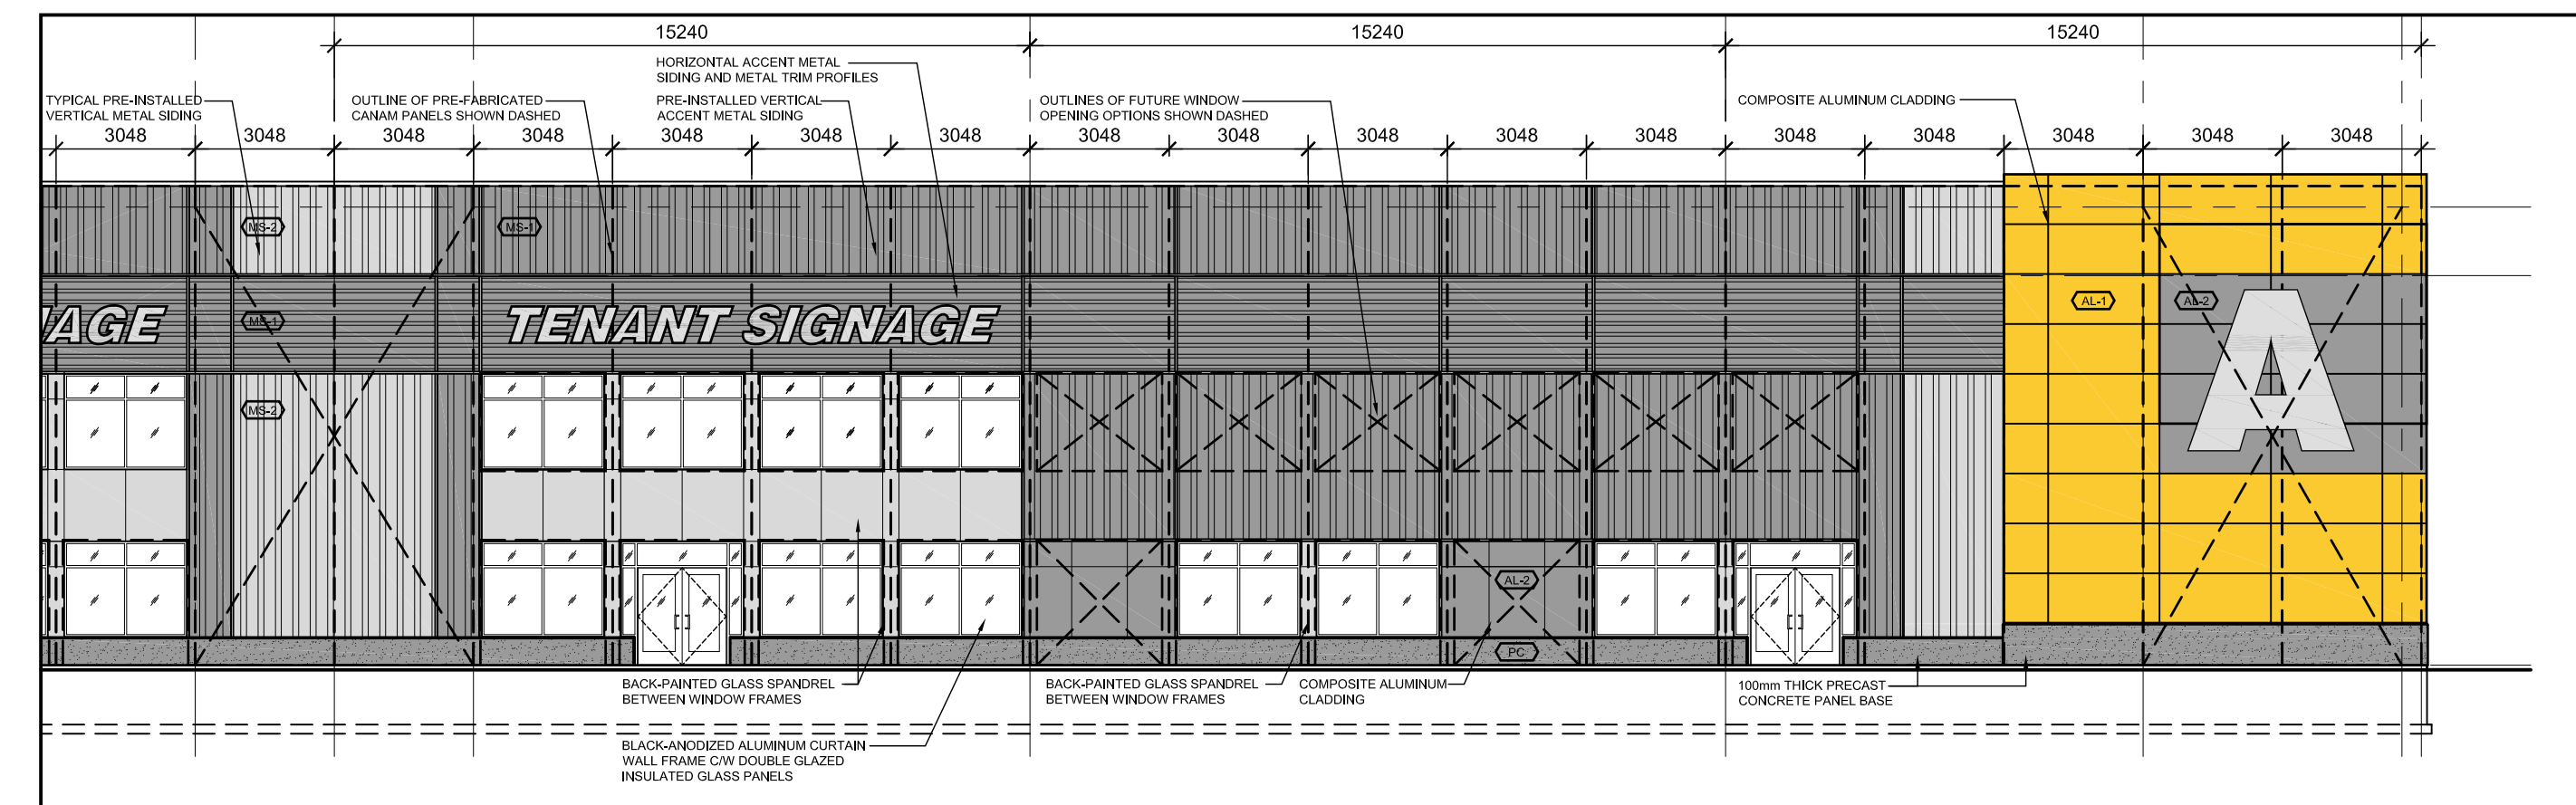 15240 15240 15240
HORIZONTAL ACCENT METAL
SIDING AND METAL TRIM PROFILES
TYPICAL PRE-INSTALLED
VERTICAL METAL SIDING
OUTLINE OF PRE-FABRICATED
CANAM PANELS SHOWN DASHED
PRE-INSTALLED VERTICAL
ACCENT METAL SIDING
OUTLINES OF FUTURE WINDOW
OPENING OPTIONS SHOWN DASHED
COMPOSITE ALUMINUM CLADDING
3048 3048 3048 3048 3048 3048 3048 3048 3048 3048 3048 3048 3048 3048 3048 3048 3048
MS-2
MS-1
AL-1
AL-2
NAGE
MS-1
TENANT SIGNAGE
A
MS-2
AL-2
PC
BACK-PAINTED GLASS SPANDREL
BETWEEN WINDOW FRAMES
BACK-PAINTED GLASS SPANDREL
BETWEEN WINDOW FRAMES
COMPOSITE ALUMINUM
CLADDING
100mm THICK PRECAST
CONCRETE PANEL BASE
BLACK-ANODIZED ALUMINUM CURTAIN
WALL FRAME C/W DOUBLE GLAZED
INSULATED GLASS PANELS